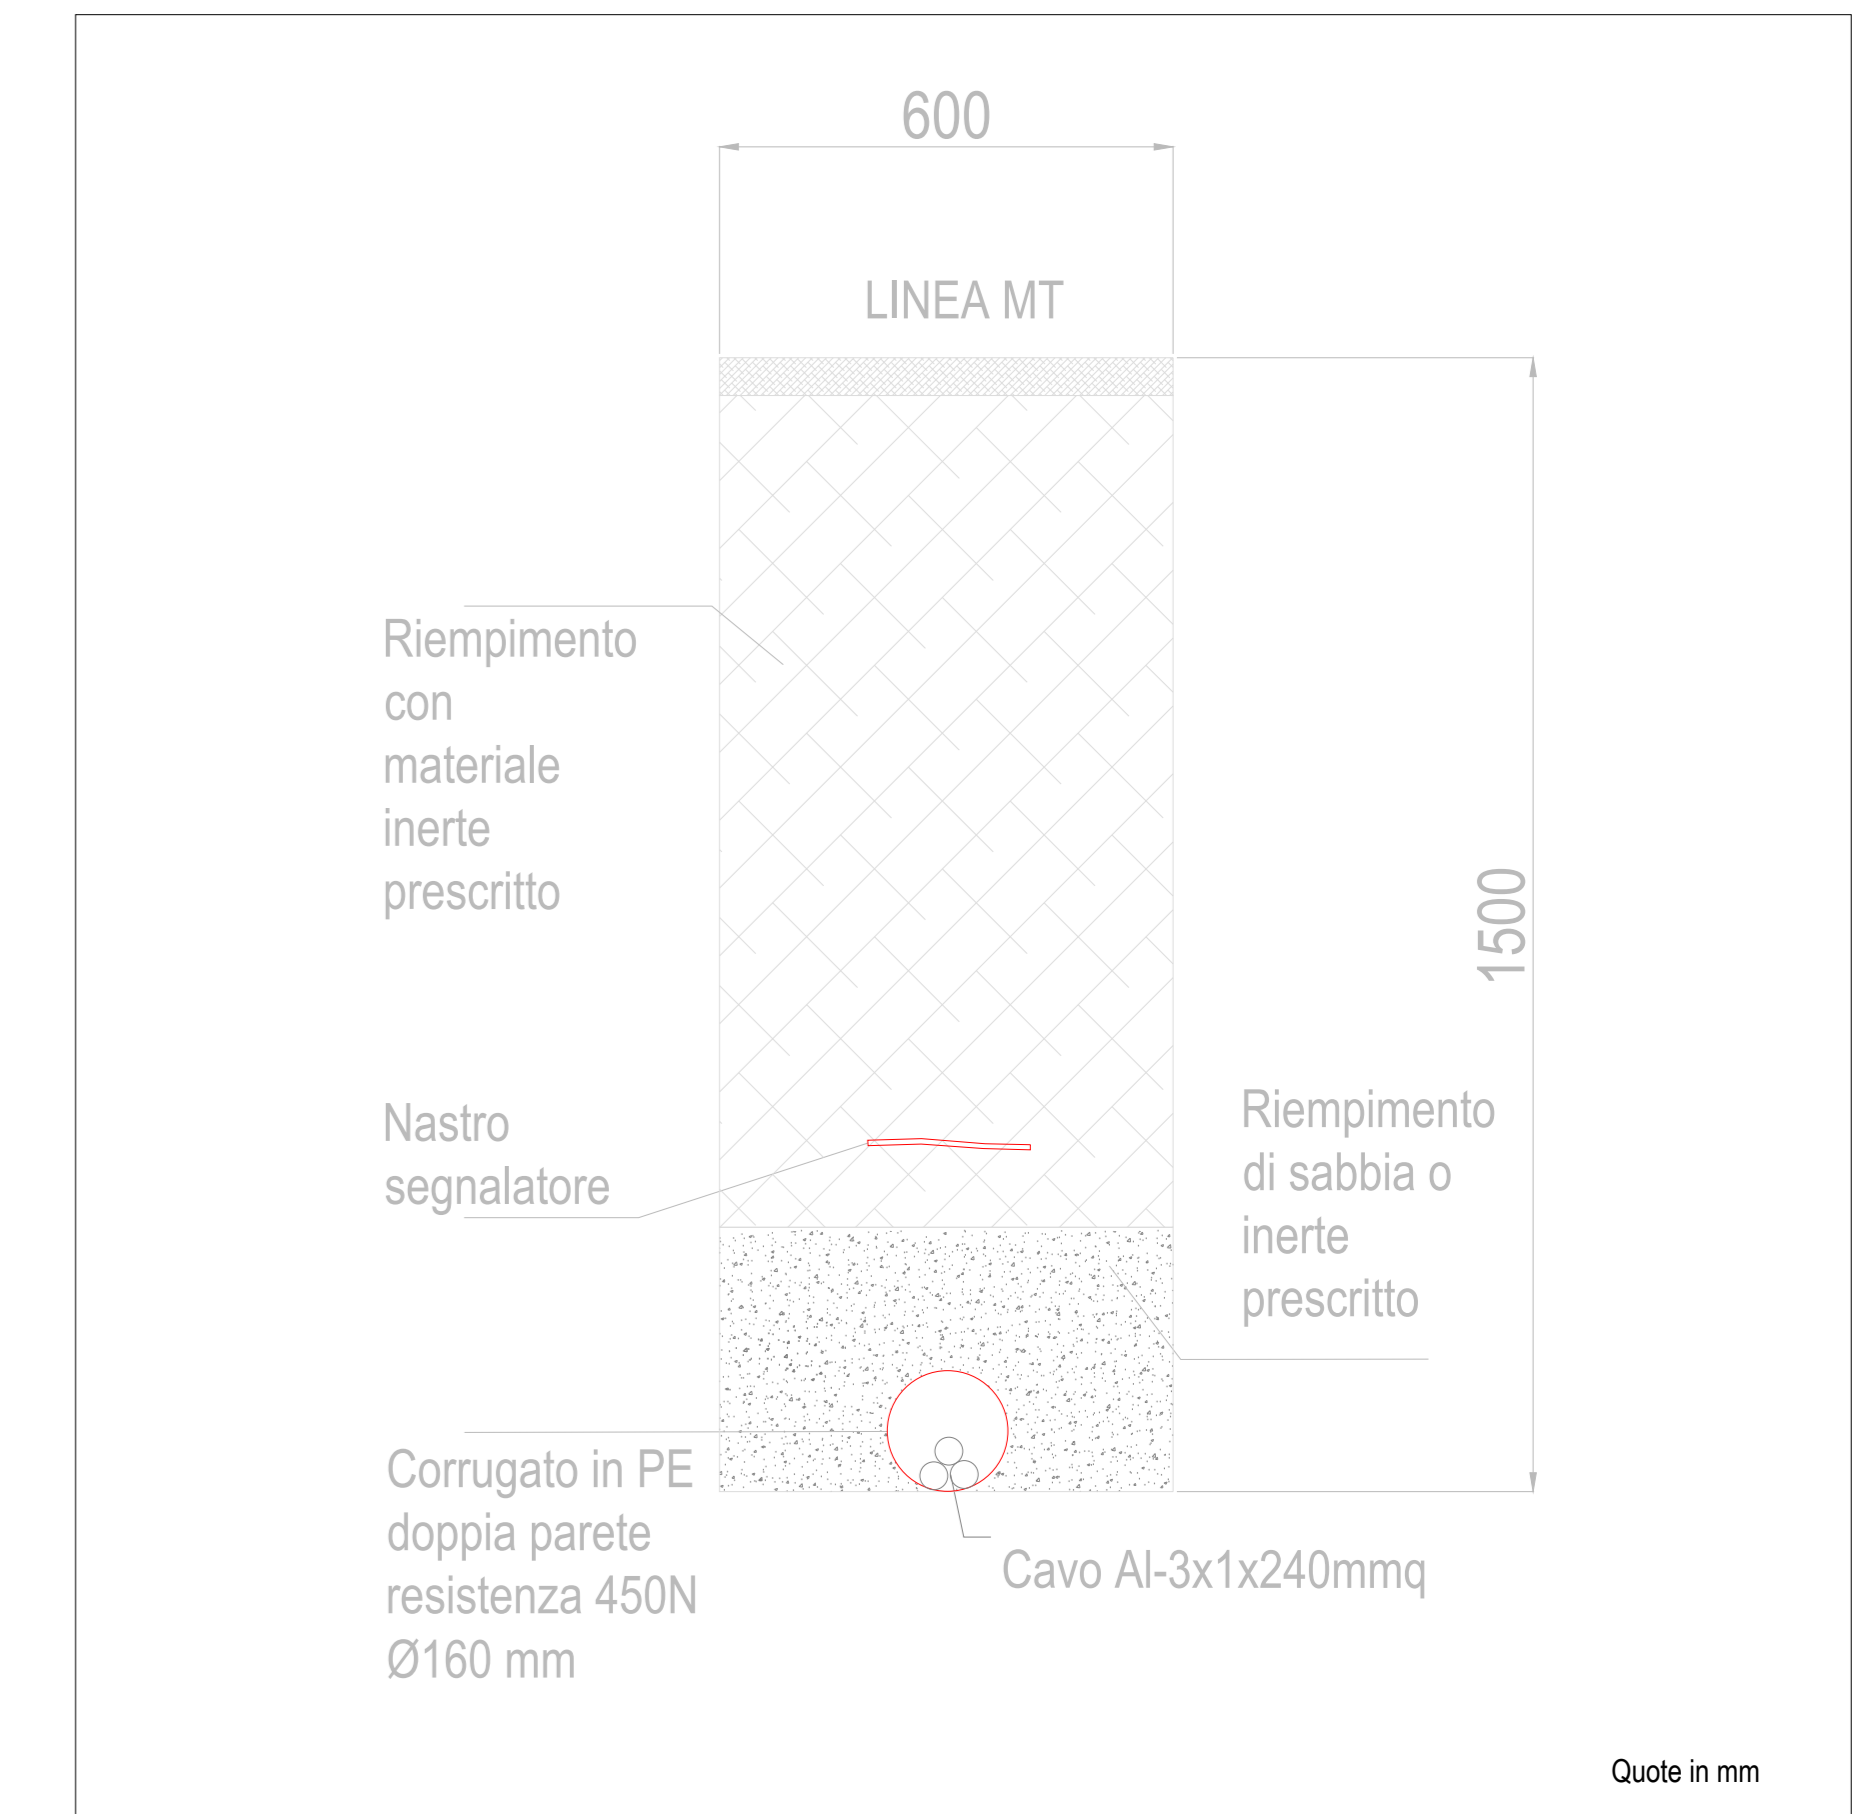 600
LINEA MT
Riempimento
con
materiale
inerte
prescritto
1500
Nastro
segnalatore
Riempimento
di sabbia o
inerte
prescritto
Corrugato in PE
doppia parete
resistenza 450N
Ø160 mm
Cavo Al-3x1x240mmq
Quote in mm